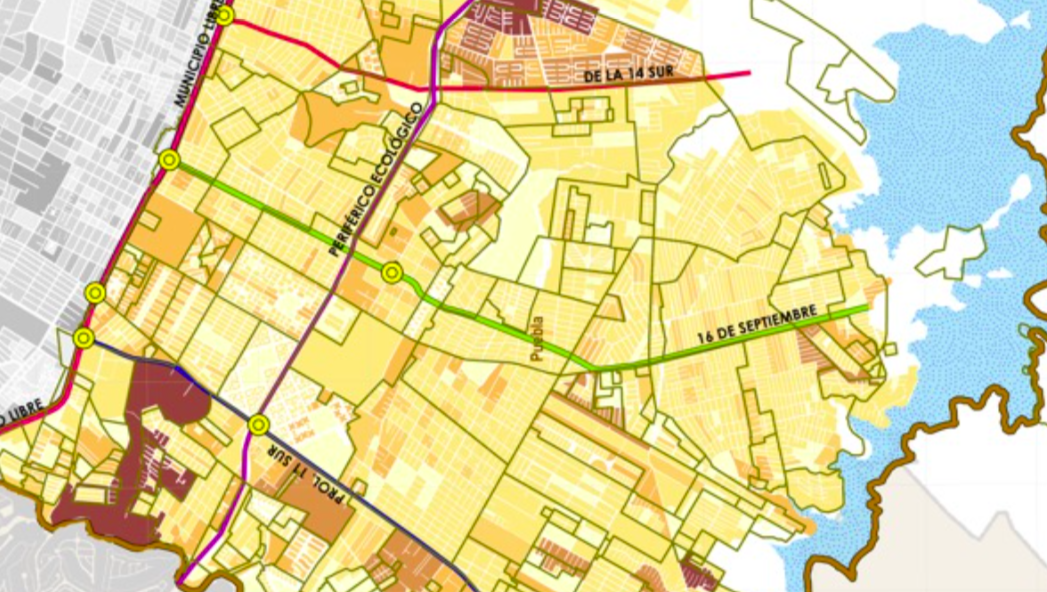 MUNICIPIO LIBRE
DE LA 14 SUR
PERIFÉRICO ECOLÓGICO
16 DE SEPTIEMBRE
Puebla
O LIBRE
PROL. 11 SUR